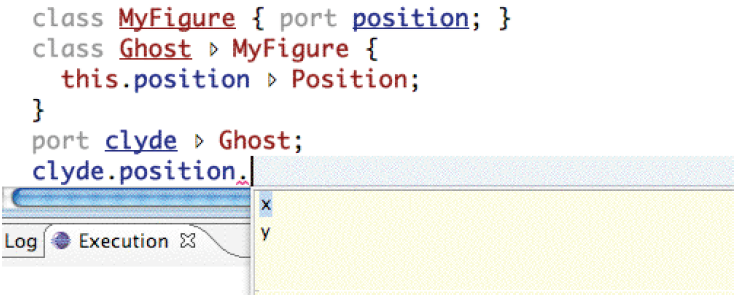 class MyFigure { port position; }
class Ghost ▹ MyFigure {
  this.position ▹ Position;
}
port clyde ▹ Ghost;
clyde.position.
x
y
Log Execution